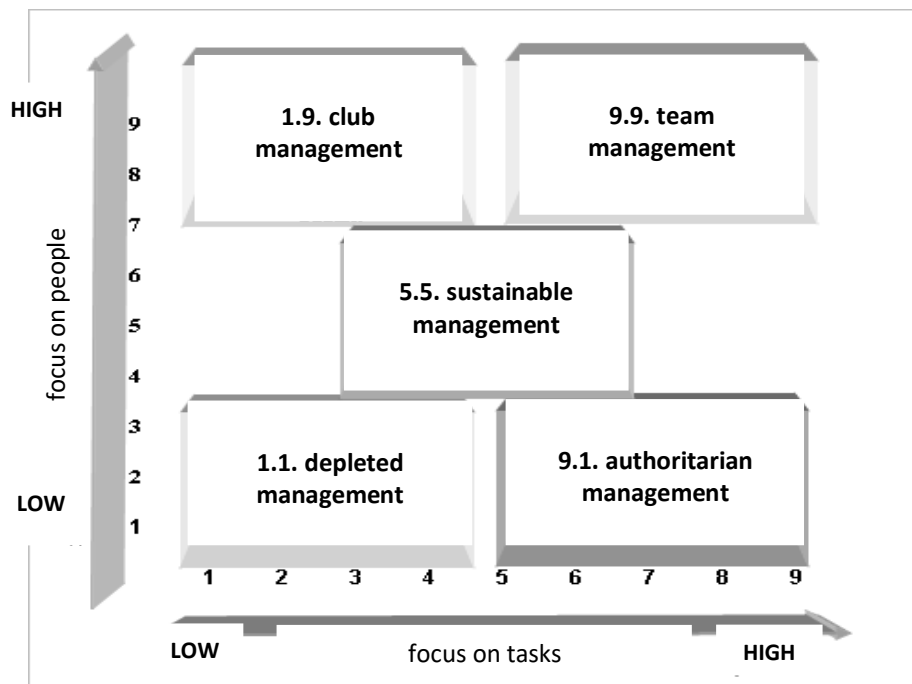 HIGH
9
8
7
6
5
4
3
2
1
LOW
focus on people
1.9. club
management
9.9. team
management
5.5. sustainable
management
1.1. depleted
management
9.1. authoritarian
management
1 2 3 4 5 6 7 8 9
LOW
focus on tasks
HIGH